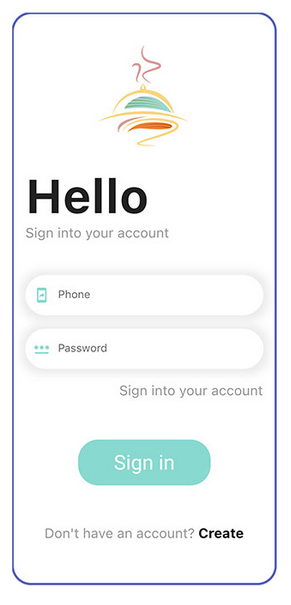 Hello
Sign into your account
Phone
Password
Sign into your account
Sign in
Don't have an account? Create